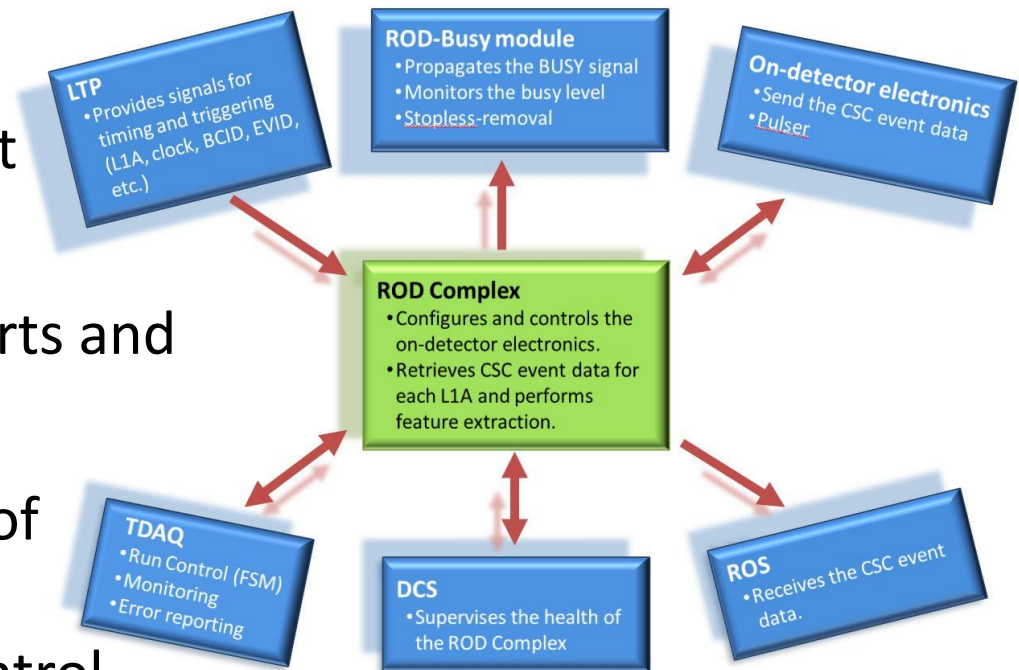 LTP
•Provides signals for
timing and triggering
(L1A, clock, BCID, EVID,
etc.)
ROD-Busy module
•Propagates the BUSY signal
•Monitors the busy level
•Stopless-removal
On-detector electronics
•Send the CSC event data
•Pulser
t
rts and
of
ntrol
ROD Complex
•Configures and controls the
on-detector electronics.
•Retrieves CSC event data for
each L1A and performs
feature extraction.
TDAQ
•Run Control (FSM)
•Monitoring
•Error reporting
DCS
•Supervises the health of
the ROD Complex
ROS
•Receives the CSC event
data.